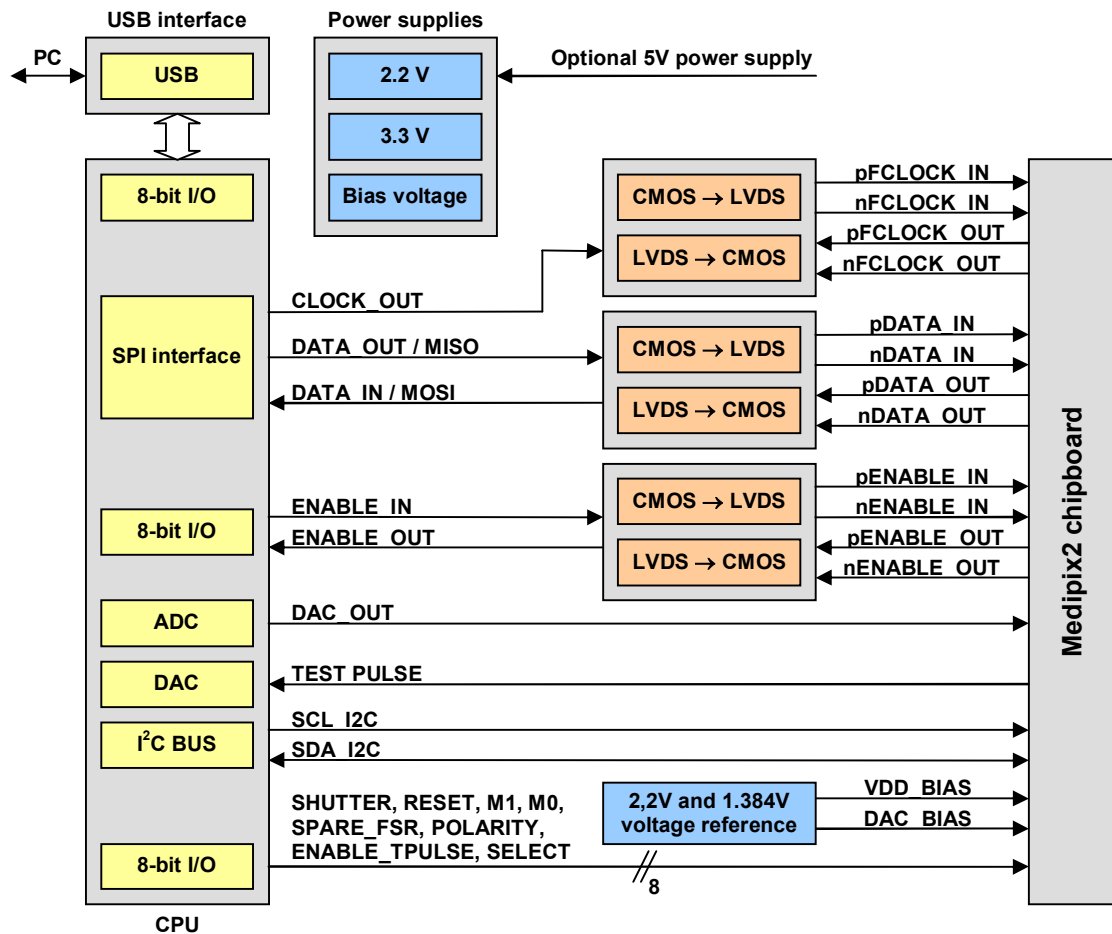 USB interface
Power supplies
PC
USB
2.2 V
Optional 5V power supply
3.3 V
Bias voltage
8-bit I/O
CMOS → LVDS
LVDS → CMOS
pFCLOCK_IN
nFCLOCK_IN
pFCLOCK_OUT
nFCLOCK_OUT
SPI interface
CLOCK_OUT
DATA_OUT / MISO
DATA_IN / MOSI
CMOS → LVDS
LVDS → CMOS
pDATA_IN
nDATA_IN
pDATA_OUT
nDATA_OUT
8-bit I/O
ENABLE_IN
ENABLE_OUT
CMOS → LVDS
LVDS → CMOS
pENABLE_IN
nENABLE_IN
pENABLE_OUT
nENABLE_OUT
ADC
DAC_OUT
DAC
TEST PULSE
I²C BUS
SCL_I2C
SDA_I2C
SHUTTER, RESET, M1, M0,
SPARE_FSR, POLARITY,
ENABLE_TPULSE, SELECT
2,2V and 1.384V
voltage reference
VDD_BIAS
DAC_BIAS
8-bit I/O
8
CPU
Medipix2 chipboard